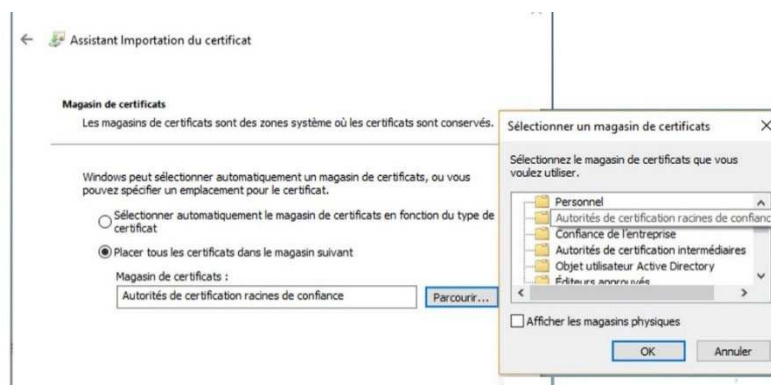 Assistant Importation du certificat
Magasin de certificats
Les magasins de certificats sont des zones système où les certificats sont conservés.
Windows peut sélectionner automatiquement un magasin de certificats, ou vous
pouvez spécifier un emplacement pour le certificat.
Sélectionner automatiquement le magasin de certificats en fonction du type de
certificat
Placer tous les certificats dans le magasin suivant
Magasin de certificats :
Autorités de certification racines de confiance
Parcourir...
Sélectionner un magasin de certificats
Sélectionnez le magasin de certificats que vous
voulez utiliser.
Personnel
Autorités de certification racines de confianc
Confiance de l'entreprise
Autorités de certification intermédiaires
Objet utilisateur Active Directory
Éditeurs approuvés
Afficher les magasins physiques
OK
Annuler